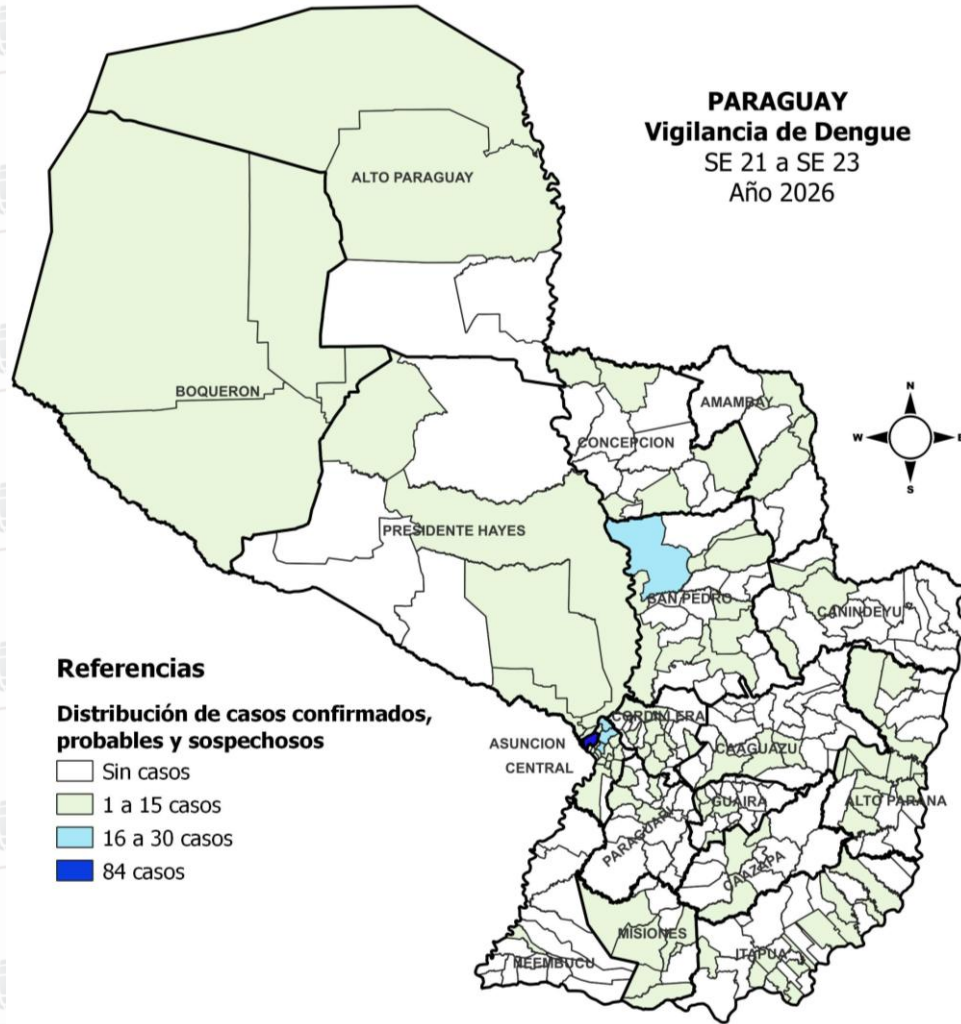 PARAGUAY
Vigilancia de Dengue
SE 21 a SE 23
Año 2026
ALTO PARAGUAY
BOQUERON
AMAMBAY
CONCEPCION
N
W
E
S
PRESIDENTE HAYES
SAN PEDRO
CANINDEYU
CORDILLERA
ASUNCION
CENTRAL
CAAGUAZU
GUAIRA
ALTO PARANA
PARAGUARI
CAAZAPA
MISIONES
ITAPUA
ÑEEMBUCU
Referencias
Distribución de casos confirmados,
probables y sospechosos
Sin casos
1 a 15 casos
16 a 30 casos
84 casos